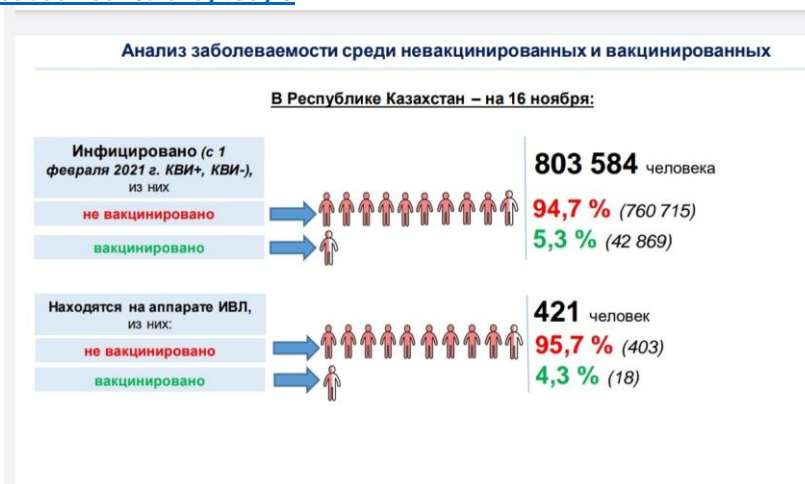 Анализ заболеваемости среди невакцинированных и вакцинированных
В Республике Казахстан – на 16 ноября:
Инфицировано (с 1
февраля 2021 г. КВИ+, КВИ-),
из них
803 584 человека
не вакцинировано
94,7 % (760 715)
вакцинировано
5,3 % (42 869)
Находятся на аппарате ИВЛ,
из них:
421 человек
не вакцинировано
95,7 % (403)
вакцинировано
4,3 % (18)